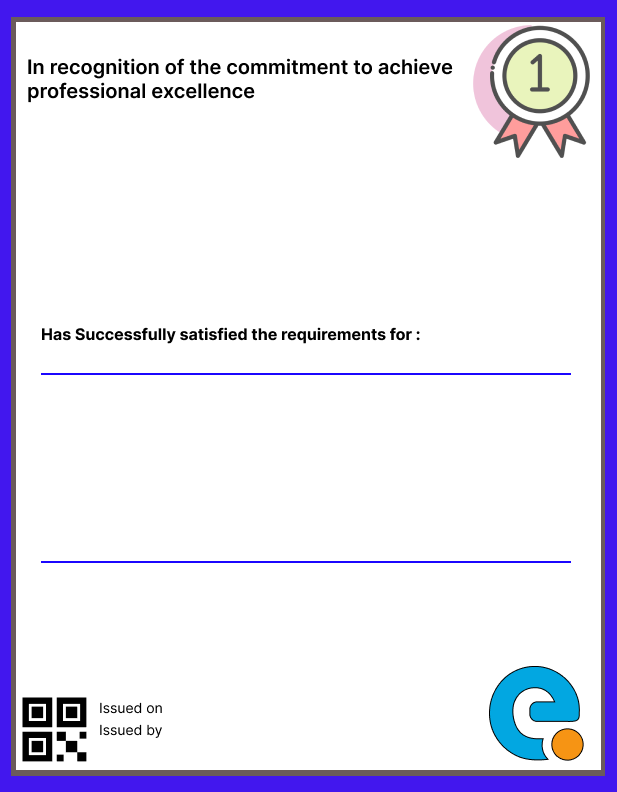 In recognition of the commitment to achieve
professional excellence
1
Has Successfully satisfied the requirements for :
Issued on
Issued by
e